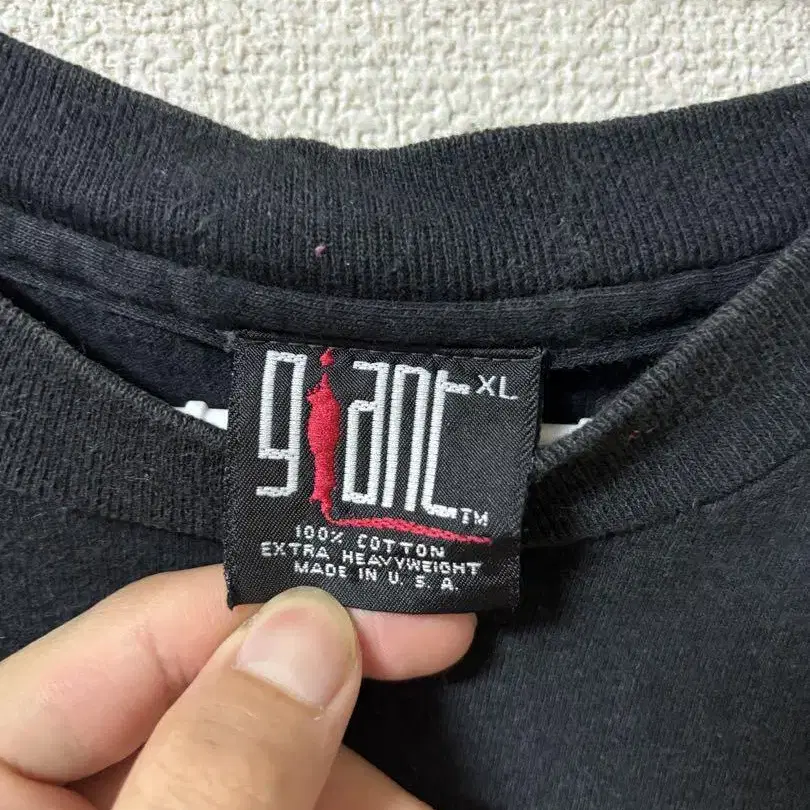 giant XL
TM
100% COTTON
EXTRA HEAVYWEIGHT
MADE IN U. S. A.